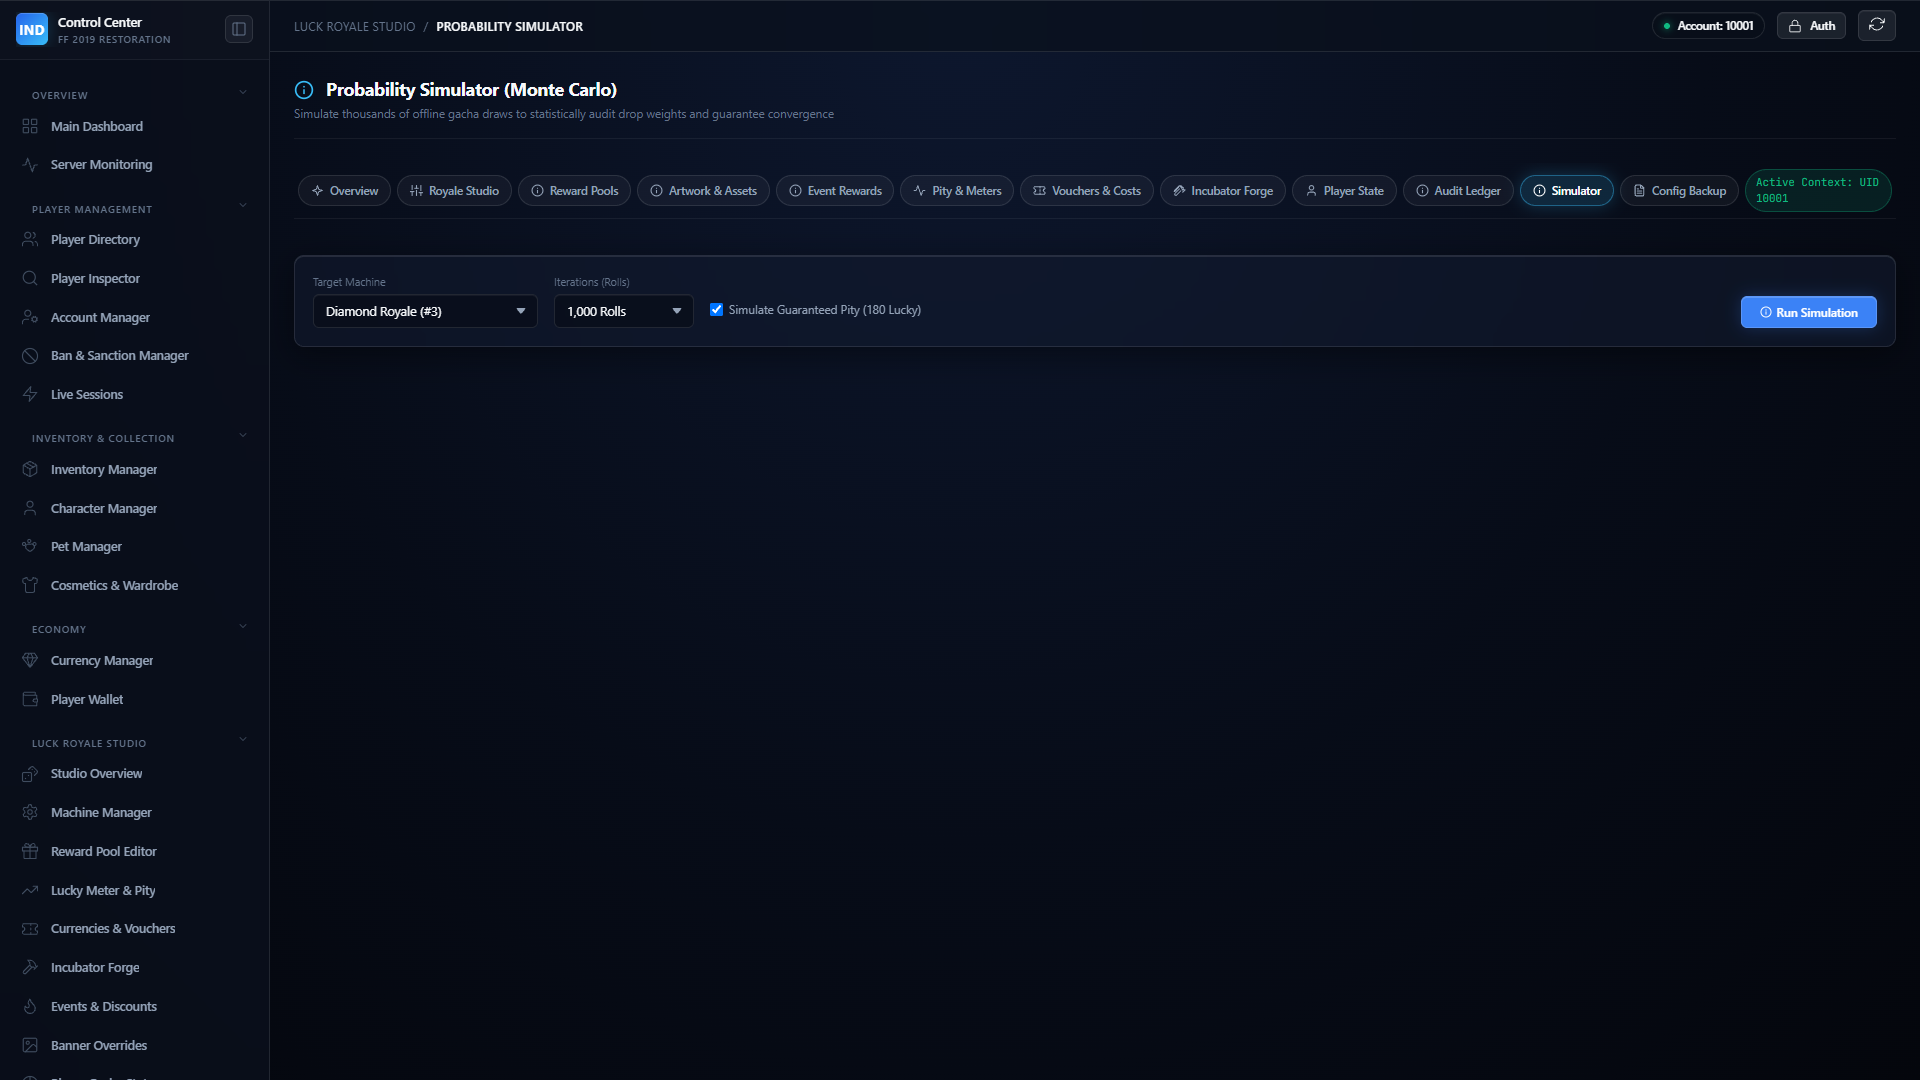 IND
Control Center
FF 2019 RESTORATION
OVERVIEW
Main Dashboard
Server Monitoring
PLAYER MANAGEMENT
Player Directory
Player Inspector
Account Manager
Ban & Sanction Manager
Live Sessions
INVENTORY & COLLECTION
Inventory Manager
Character Manager
Pet Manager
Cosmetics & Wardrobe
ECONOMY
Currency Manager
Player Wallet
LUCK ROYALE STUDIO
Studio Overview
Machine Manager
Reward Pool Editor
Lucky Meter & Pity
Currencies & Vouchers
Incubator Forge
Events & Discounts
Banner Overrides
LUCK ROYALE STUDIO / PROBABILITY SIMULATOR
Account: 10001
Auth
Probability Simulator (Monte Carlo)
Simulate thousands of offline gacha draws to statistically audit drop weights and guarantee convergence
Overview
Royale Studio
Reward Pools
Artwork & Assets
Event Rewards
Pity & Meters
Vouchers & Costs
Incubator Forge
Player State
Audit Ledger
Simulator
Config Backup
Active Context: UID
10001
Target Machine
Diamond Royale (#3)
Iterations (Rolls)
1,000 Rolls
Simulate Guaranteed Pity (180 Lucky)
Run Simulation